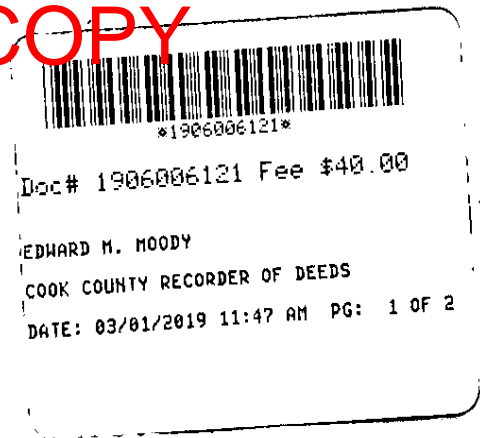 COPY
*1906006121*
Doc# 1906006121 Fee $40.00
EDWARD M. MOODY
COOK COUNTY RECORDER OF DEEDS
DATE: 03/01/2019 11:47 AM PG: 1 OF 2